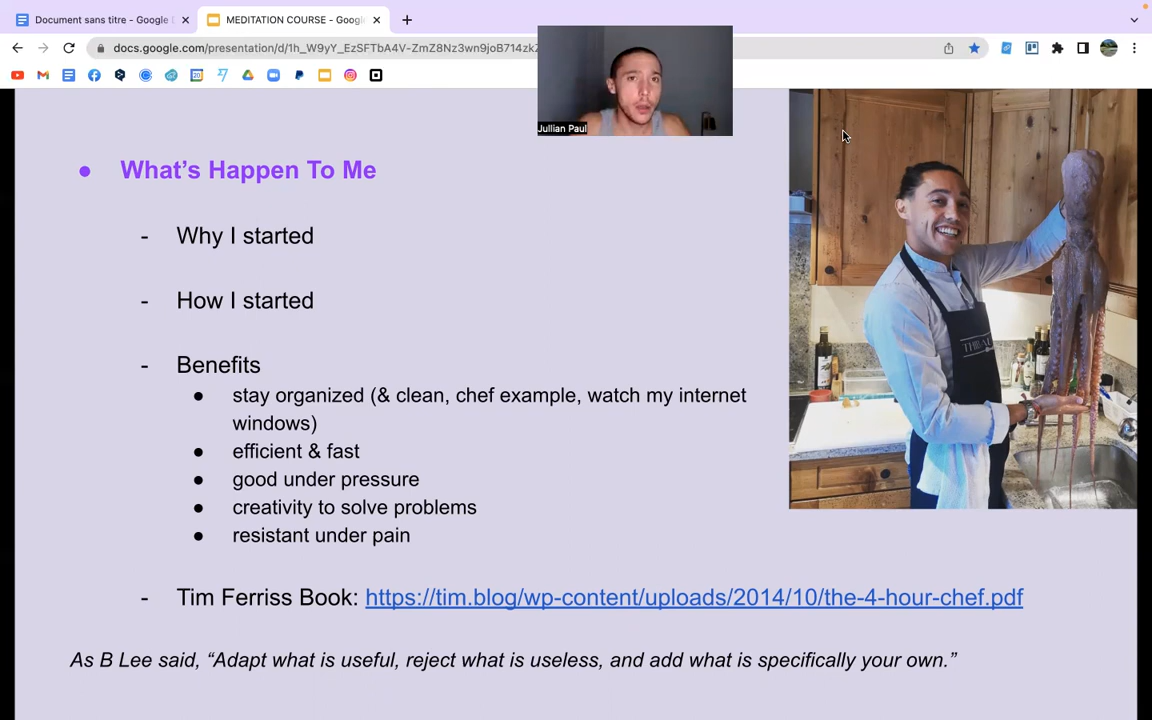 Document sans titre - Google
MEDITATION COURSE - Goog
docs.google.com/presentation/d/1h_W9yY_EzSFTbA4V-ZmZ8Nz3wn9joB714zkZ
Jullian Paul
● What's Happen To Me
- Why I started
- How I started
- Benefits
● stay organized (& clean, chef example, watch my internet
windows)
● efficient & fast
● good under pressure
● creativity to solve problems
● resistant under pain
- Tim Ferriss Book: https://tim.blog/wp-content/uploads/2014/10/the-4-hour-chef.pdf
As B Lee said, “Adapt what is useful, reject what is useless, and add what is specifically your own.”